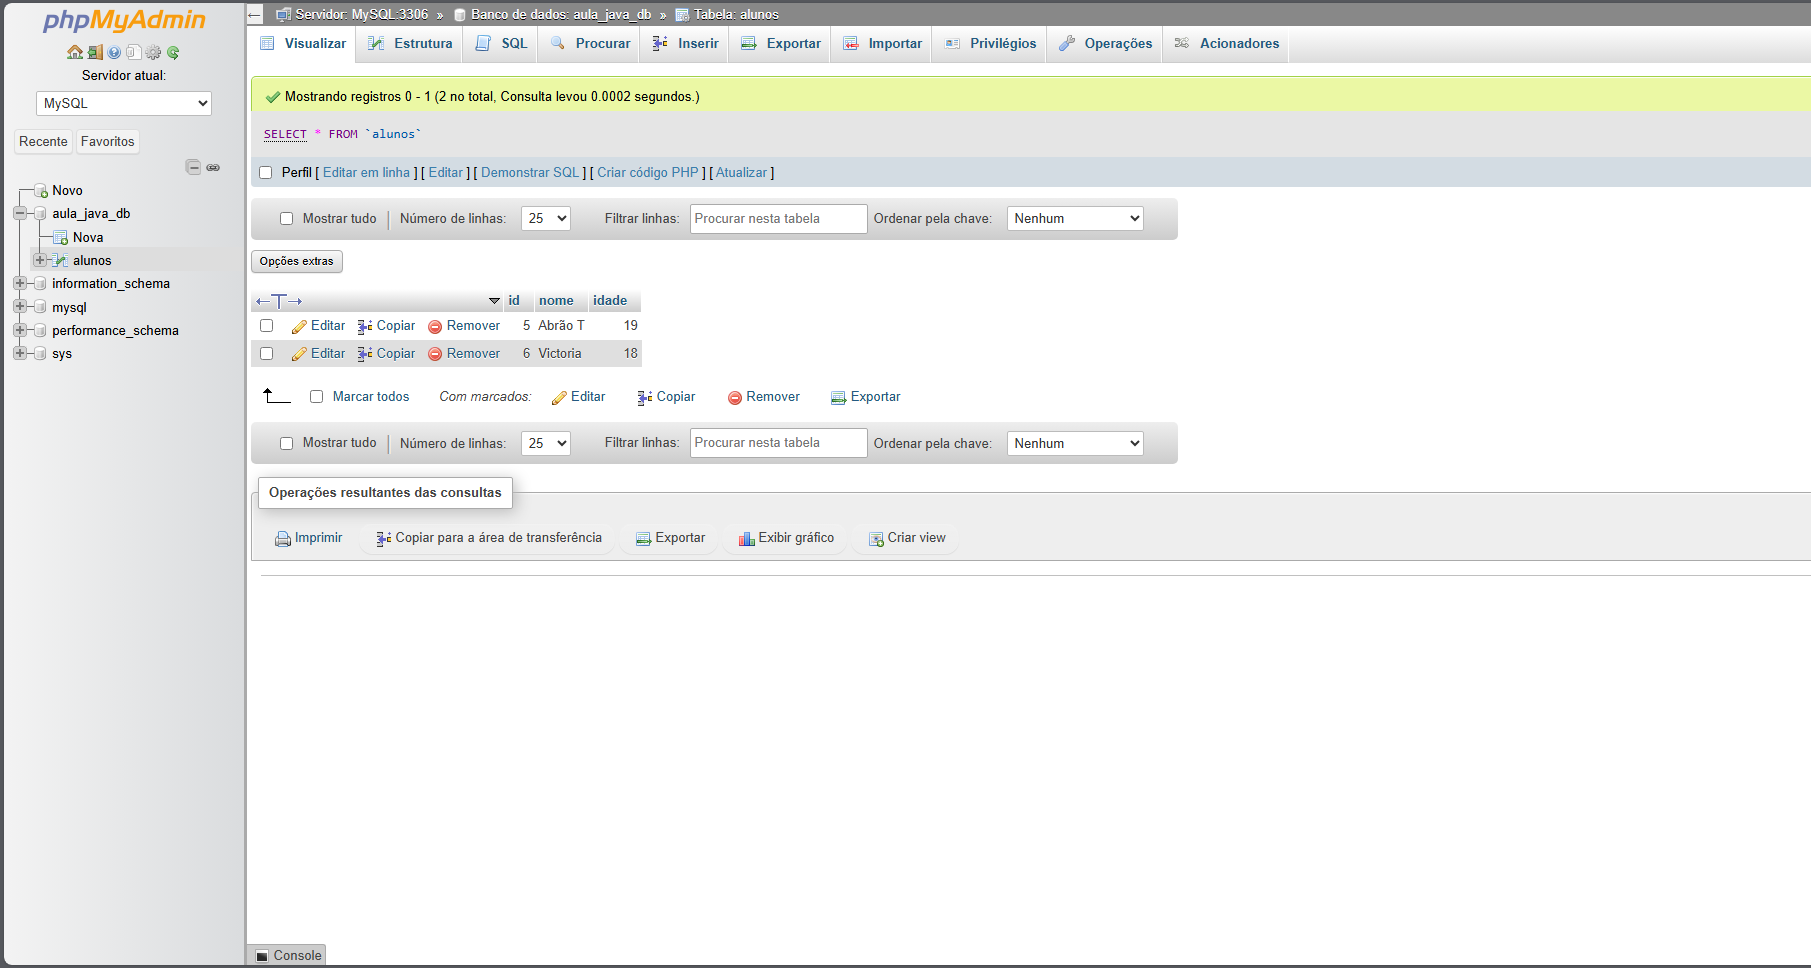 phpMyAdmin
Servidor atual:
MySQL
Recente Favoritos
Novo
aula_java_db
Nova
alunos
information_schema
mysql
performance_schema
sys
Servidor: MySQL:3306 » Banco de dados: aula_java_db » Tabela: alunos
Visualizar Estrutura SQL Procurar Inserir Exportar Importar Privilégios Operações Acionadores
Mostrando registros 0 - 1 (2 no total, Consulta levou 0.0002 segundos.)
SELECT * FROM `alunos`
Perfil [ Editar em linha ] [ Editar ] [ Demonstrar SQL ] [ Criar código PHP ] [ Atualizar ]
Mostrar tudo | Número de linhas: 25 Filtrar linhas: Procurar nesta tabela Ordenar pela chave: Nenhum
Opções extras
←T→ id nome idade
Editar Copiar Remover 5 Abrão T 19
Editar Copiar Remover 6 Victoria 18
Marcar todos Com marcados: Editar Copiar Remover Exportar
Mostrar tudo | Número de linhas: 25 Filtrar linhas: Procurar nesta tabela Ordenar pela chave: Nenhum
Operações resultantes das consultas
Imprimir Copiar para a área de transferência Exportar Exibir gráfico Criar view
Console